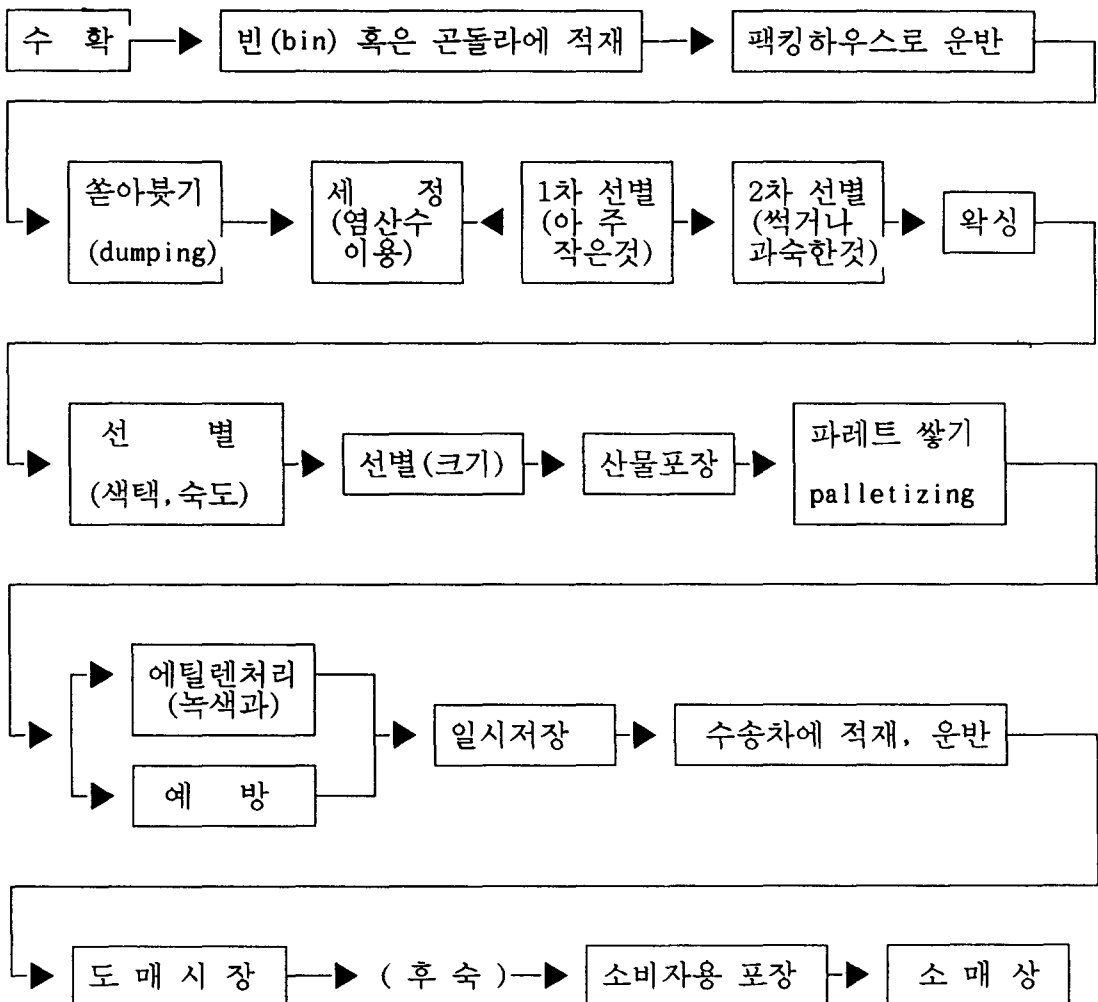 수 확
빈(bin) 혹은 곤돌라에 적재
팩킹하우스로 운반
쏟아붓기
(dumping)
세 정
(염산수
이용)
1차 선별
(아 주
작은것)
2차 선별
(썩거나
과숙한것)
왁싱
선 별
(색택,숙도)
선별(크기)
산물포장
파레트 쌓기
palletizing
에틸렌처리
(녹색과)
예 방
일시저장
수송차에 적재, 운반
도 매 시 장
( 후 숙 )
소비자용 포장
소 매 상